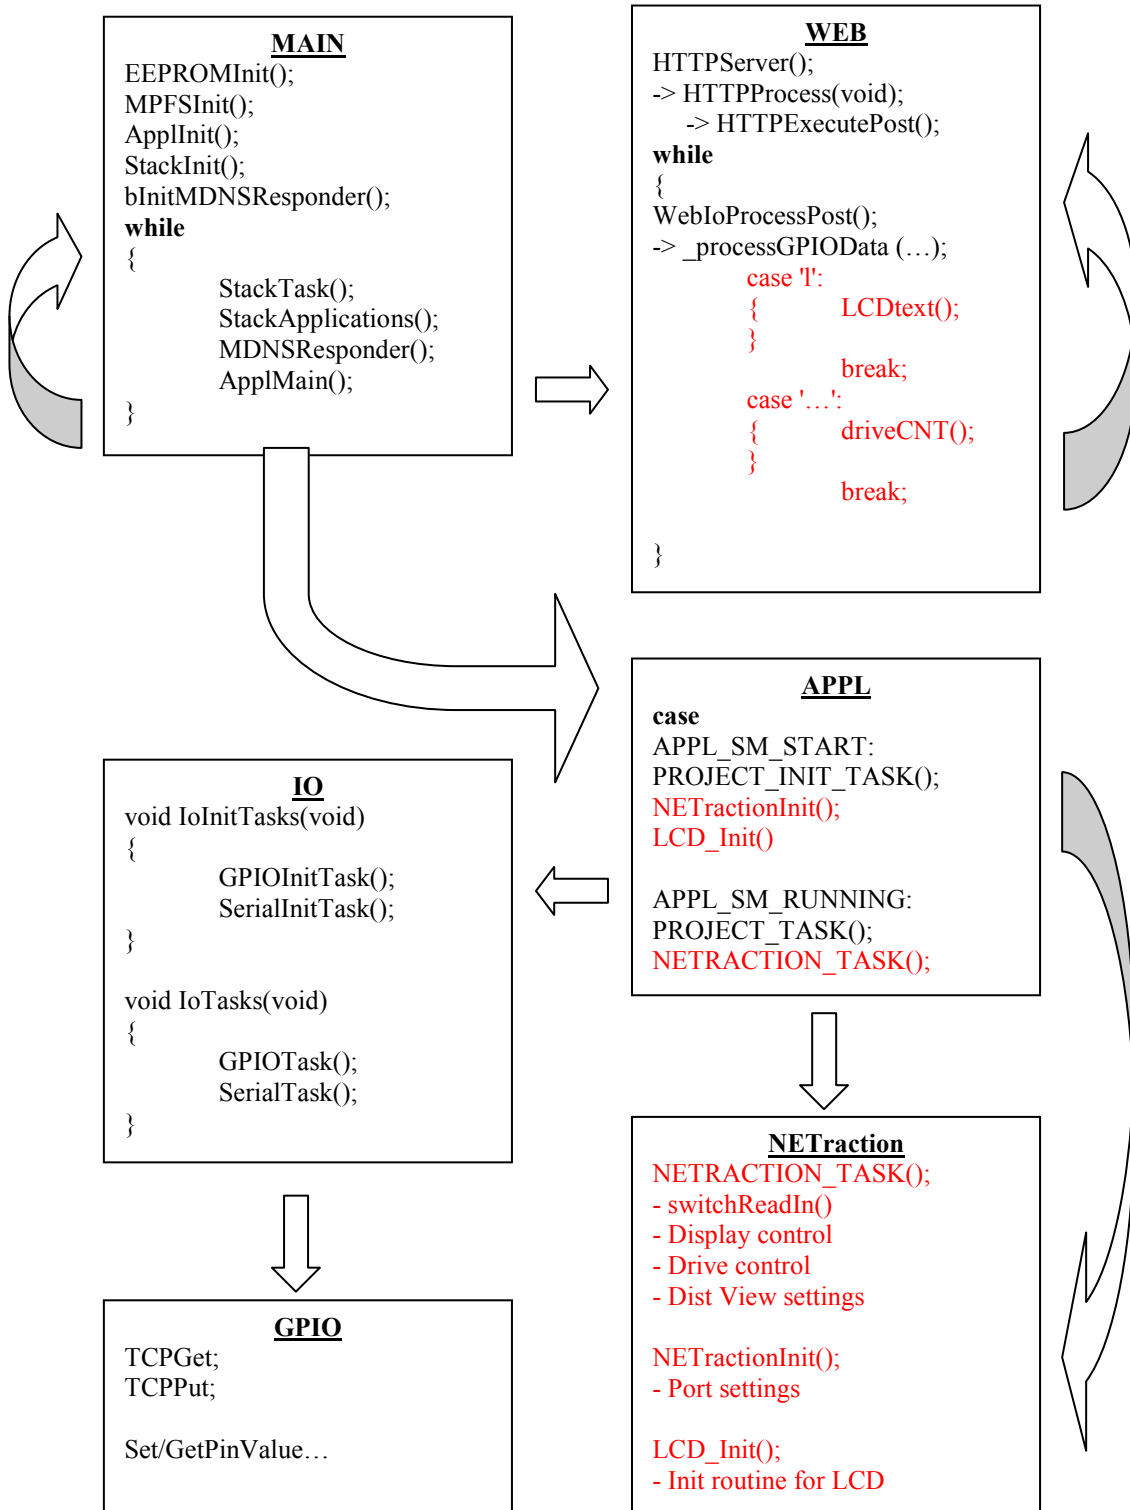 MAIN
EEPROMInit();
MPFSInit();
ApplInit();
StackInit();
bInitMDNSResponder();
while
{
StackTask();
StackApplications();
MDNSResponder();
ApplMain();
}
WEB
HTTPServer();
-> HTTPProcess(void);
-> HTTPExecutePost();
while
{
WebIoProcessPost();
-> _processGPIOData (…);
case 'l':
{ LCDtext();
}
break;
case '…':
{ driveCNT();
}
break;
}
APPL
case
APPL_SM_START:
PROJECT_INIT_TASK();
NETractionInit();
LCD_Init()
APPL_SM_RUNNING:
PROJECT_TASK();
NETRACTION_TASK();
IO
void IoInitTasks(void)
{
GPIOInitTask();
SerialInitTask();
}
void IoTasks(void)
{
GPIOTask();
SerialTask();
}
NETraction
NETRACTION_TASK();
- switchReadIn()
- Display control
- Drive control
- Dist View settings
NETractionInit();
- Port settings
LCD_Init();
- Init routine for LCD
GPIO
TCPGet;
TCPPut;
Set/GetPinValue…